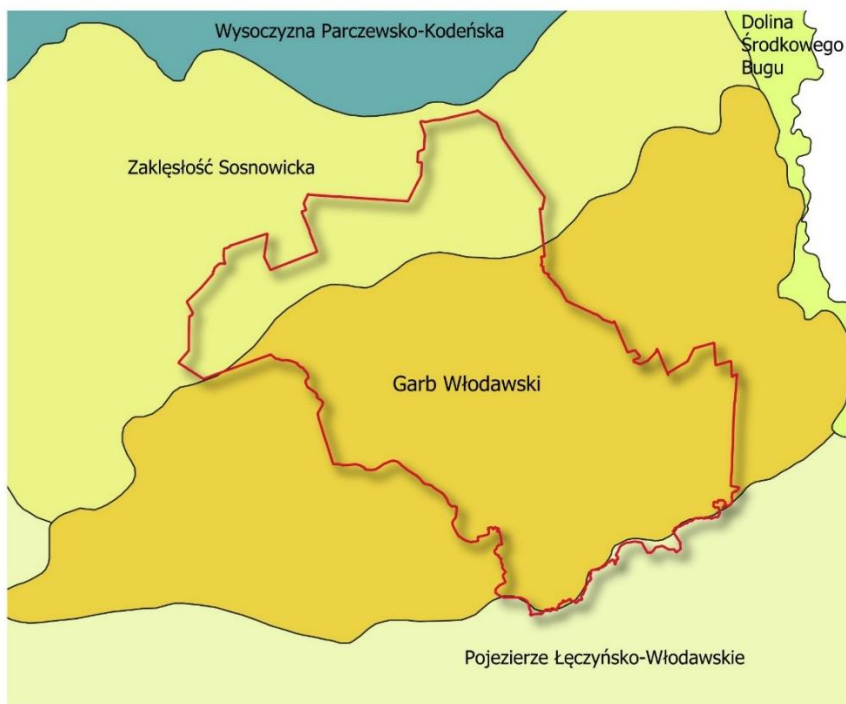 Wysoczyzna Parczewsko-Kodeńska
Dolina
Środkowego
Bugu
Zaklęsłość Sosnowicka
Garb Włodawski
Pojezierze Łęczyńsko-Włodawskie